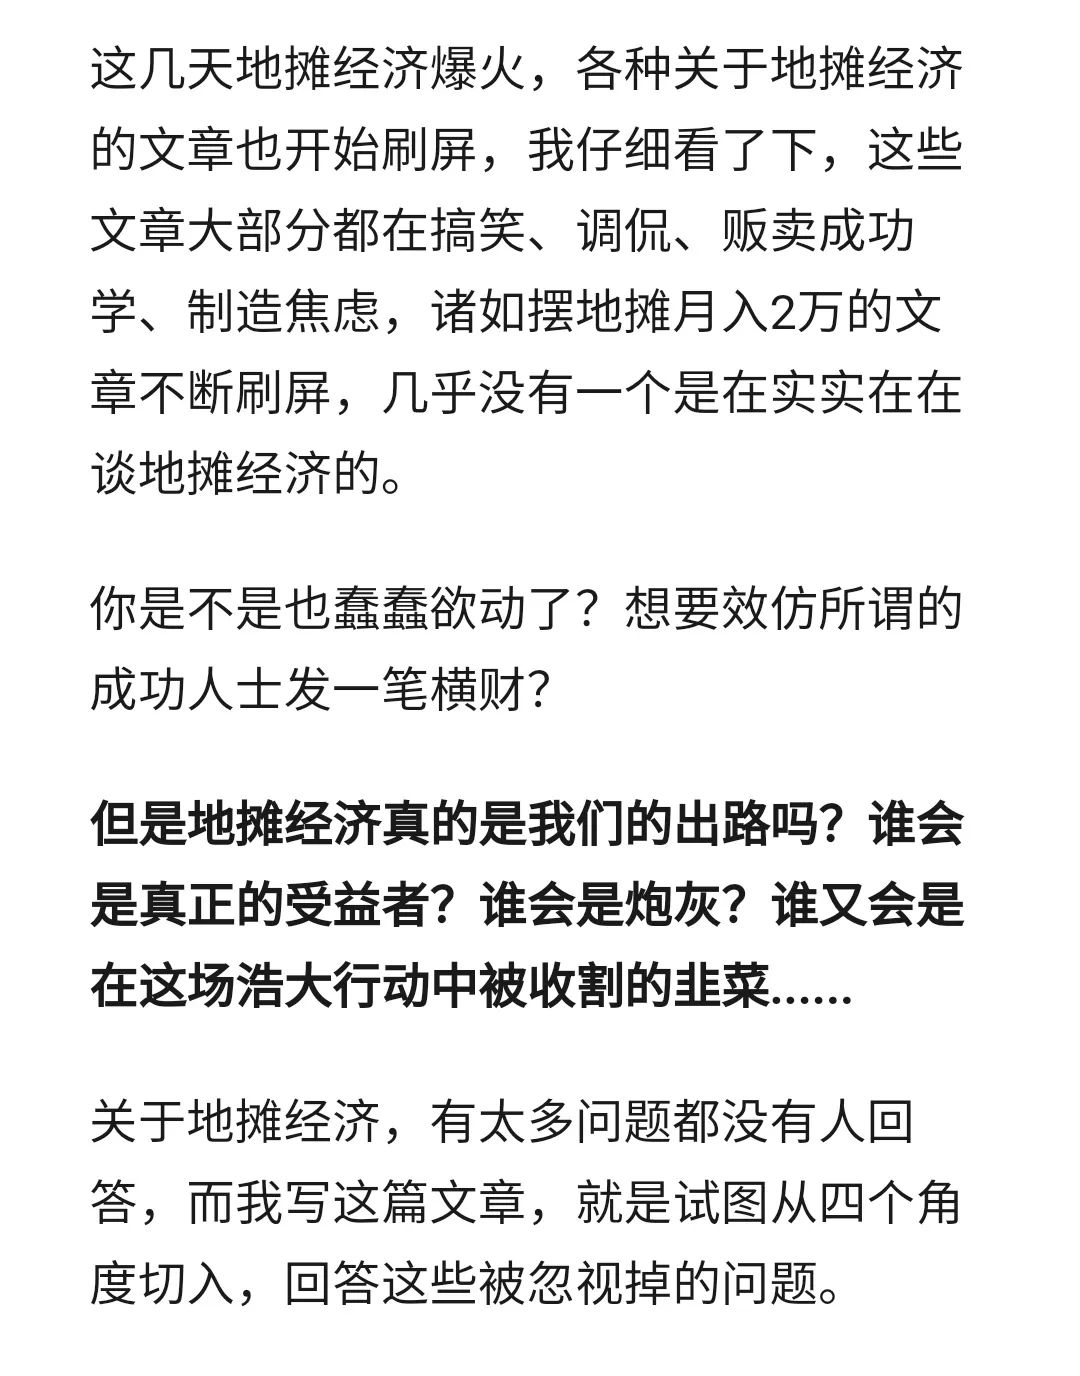 这几天地摊经济爆火，各种关于地摊经济
的文章也开始刷屏，我仔细看了下，这些
文章大部分都在搞笑、调侃、贩卖成功
学、制造焦虑，诸如摆地摊月入2万的文
章不断刷屏，几乎没有一个是在实实在在
谈地摊经济的。
你是不是也蠢蠢欲动了？想要效仿所谓的
成功人士发一笔横财？
但是地摊经济真的是我们的出路吗？谁会
是真正的受益者？谁会是炮灰？谁又会是
在这场浩大行动中被收割的韭菜......
关于地摊经济，有太多问题都没有人回
答，而我写这篇文章，就是试图从四个角
度切入，回答这些被忽视掉的问题。